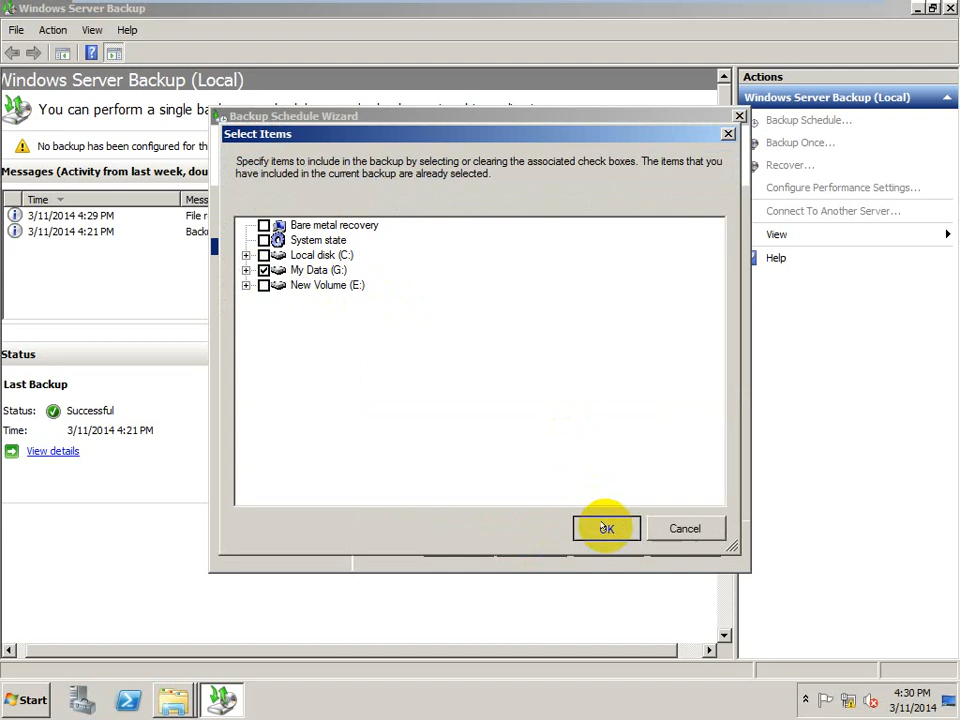 Windows Server Backup
File Action View Help
Windows Server Backup (Local)
You can perform a single ba
No backup has been configured for th
Messages (Activity from last week, dou
Time Mess
3/11/2014 4:29 PM File r
3/11/2014 4:21 PM Backu
Status
Last Backup
Status: Successful
Time: 3/11/2014 4:21 PM
View details
Backup Schedule Wizard
Select Items
Specify items to include in the backup by selecting or clearing the associated check boxes. The items that you
have included in the current backup are already selected.
Bare metal recovery
System state
Local disk (C:)
My Data (G:)
New Volume (E:)
OK Cancel
Actions
Windows Server Backup (Local)
Backup Schedule...
Backup Once...
Recover...
Configure Performance Settings...
Connect To Another Server...
View
Help
Start
4:30 PM
3/11/2014